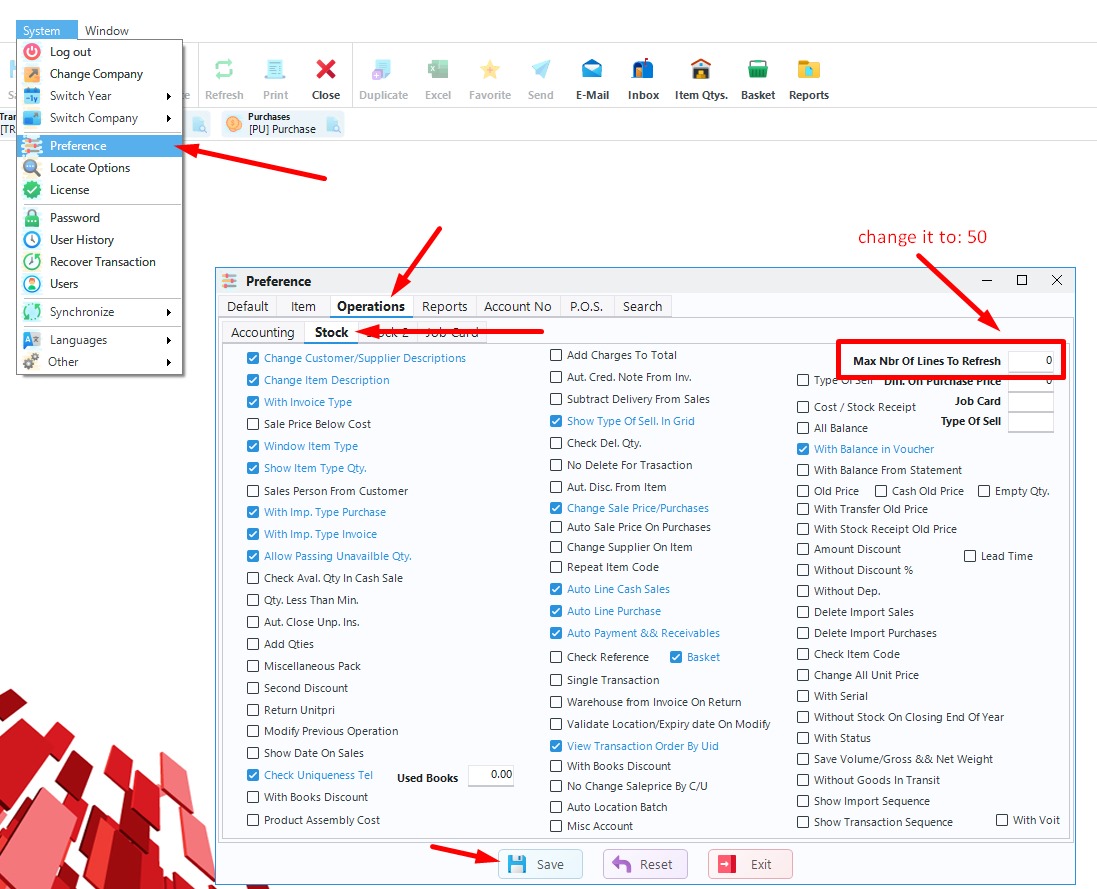 System Window
Log out
Change Company
Switch Year
Switch Company
Preference
Locate Options
License
Password
User History
Recover Transaction
Users
Synchronize
Languages
Other
Refresh Print Close Duplicate Excel Favorite Send E-Mail Inbox Item Qtys. Basket Reports
[TR
Purchases
[PU] Purchase
change it to: 50
Preference
Default Item Operations Reports Account No P.O.S. Search
Accounting Stock Stock 2 Job Card
Change Customer/Supplier Descriptions
Change Item Description
With Invoice Type
Sale Price Below Cost
Window Item Type
Show Item Type Qty.
Sales Person From Customer
With Imp. Type Purchase
With Imp. Type Invoice
Allow Passing Unavailble Qty.
Check Aval. Qty In Cash Sale
Qty. Less Than Min.
Aut. Close Unp. Ins.
Add Qties
Miscellaneous Pack
Second Discount
Return Unitpri
Modify Previous Operation
Show Date On Sales
Check Uniqueness Tel
Used Books 0.00
With Books Discount
Product Assembly Cost
Add Charges To Total
Aut. Cred. Note From Inv.
Subtract Delivery From Sales
Show Type Of Sell. In Grid
Check Del. Qty.
No Delete For Trasaction
Aut. Disc. From Item
Change Sale Price/Purchases
Auto Sale Price On Purchases
Change Supplier On Item
Repeat Item Code
Auto Line Cash Sales
Auto Line Purchase
Auto Payment && Receivables
Check Reference Basket
Single Transaction
Warehouse from Invoice On Return
Validate Location/Expiry date On Modify
View Transaction Order By Uid
With Books Discount
No Change Saleprice By C/U
Auto Location Batch
Misc Account
Max Nbr Of Lines To Refresh 0
Type Of Sell Dm. On Purchase Price 0
Cost / Stock Receipt Job Card
All Balance Type Of Sell
With Balance in Voucher
With Balance From Statement
Old Price Cash Old Price Empty Qty.
With Transfer Old Price
With Stock Receipt Old Price
Amount Discount Lead Time
Without Discount %
Without Dep.
Delete Import Sales
Delete Import Purchases
Check Item Code
Change All Unit Price
With Serial
Without Stock On Closing End Of Year
With Status
Save Volume/Gross && Net Weight
Without Goods In Transit
Show Import Sequence
Show Transaction Sequence With Voit
Save Reset Exit